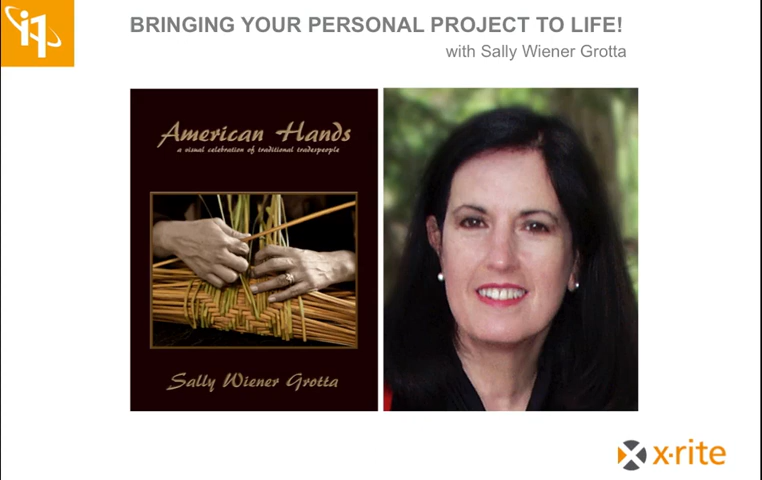 i1
BRINGING YOUR PERSONAL PROJECT TO LIFE!
with Sally Wiener Grotta
American Hands
a visual celebration of traditional tradespeople
Sally Wiener Grotta
x·rite